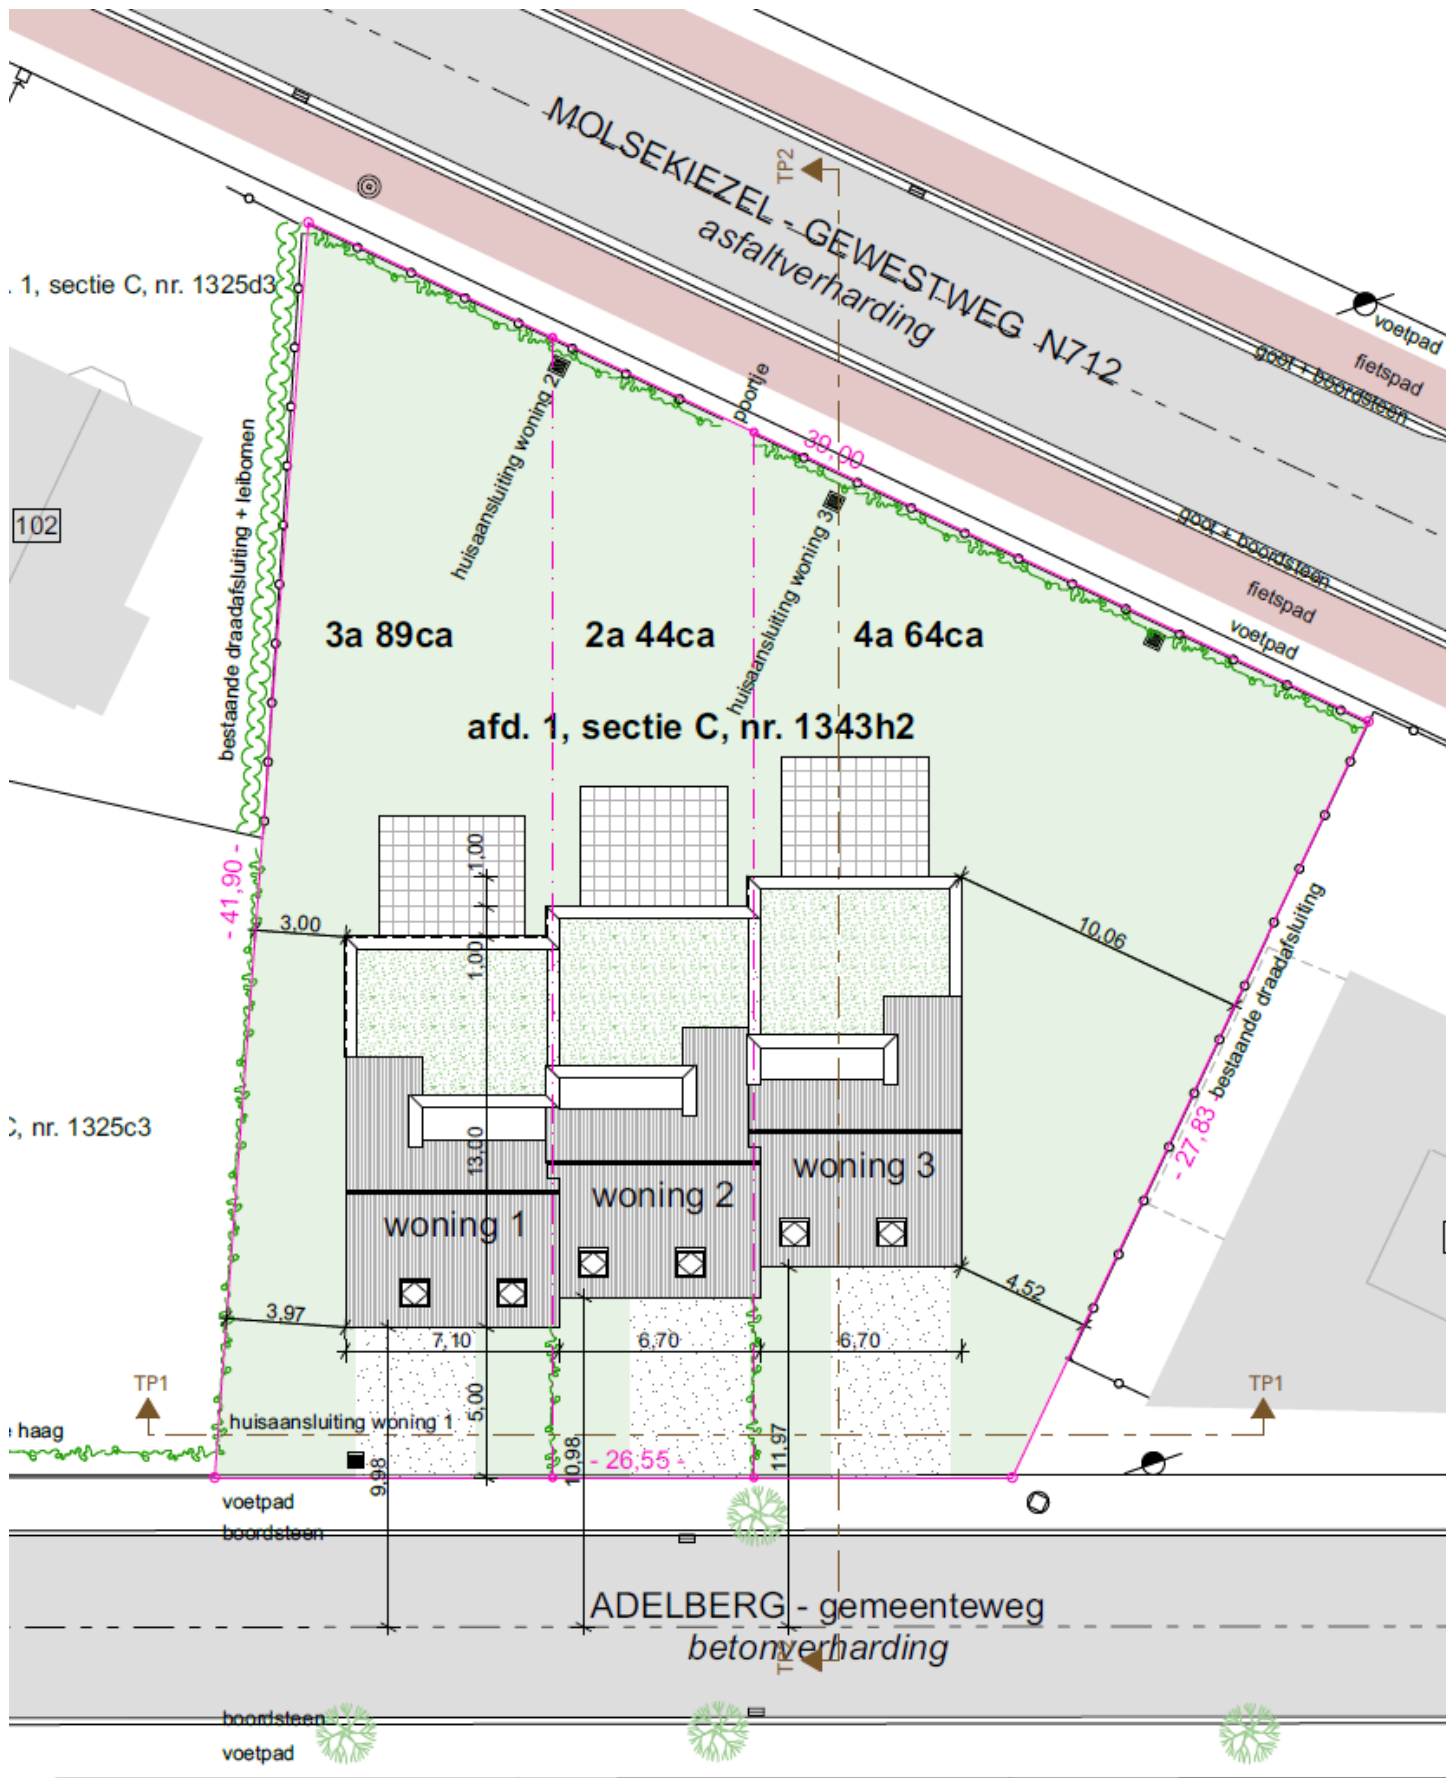 MOLSEKIEZEL - GEWESTWEG N712
asfaltverharding
TP2
voetpad
fietspad
goot + boordsteen
. 1, sectie C, nr. 1325d3
poortje
39,00
huisaansluiting woning 2
bestaande draadafsluiting + leibomen
102
huisaansluiting woning 3
goot + boordsteen
fietspad
voetpad
3a 89ca
2a 44ca
4a 64ca
afd. 1, sectie C, nr. 1343h2
- 41,90 -
3,00
1,00
1,00
10,06
bestaande draadafsluiting
- 27,83 -
C, nr. 1325c3
13,00
woning 3
woning 2
woning 1
3,97
4,52
7,10
6,70
6,70
TP1
TP1
5,00
huisaansluiting woning 1
haag
9,98
10,98
- 26,55 -
11,97
voetpad
boordsteen
ADELBERG - gemeenteweg
betonverharding
TP2
boordsteen
voetpad